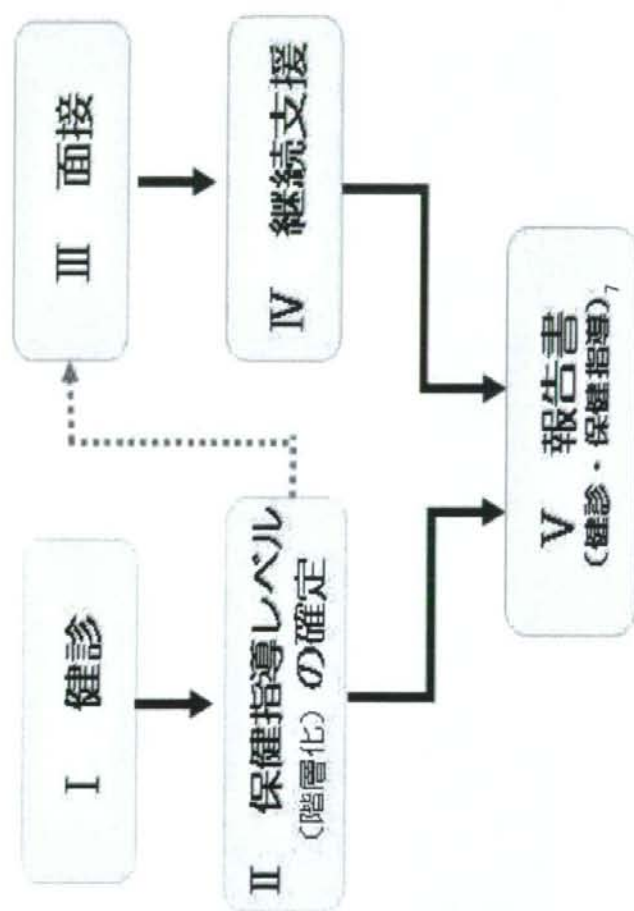 Ⅰ 健診
Ⅱ 保健指導レベル
(階層化) の確定
Ⅲ 面接
Ⅳ 継続支援
Ⅴ 報告書
(健診・保健指導)
7